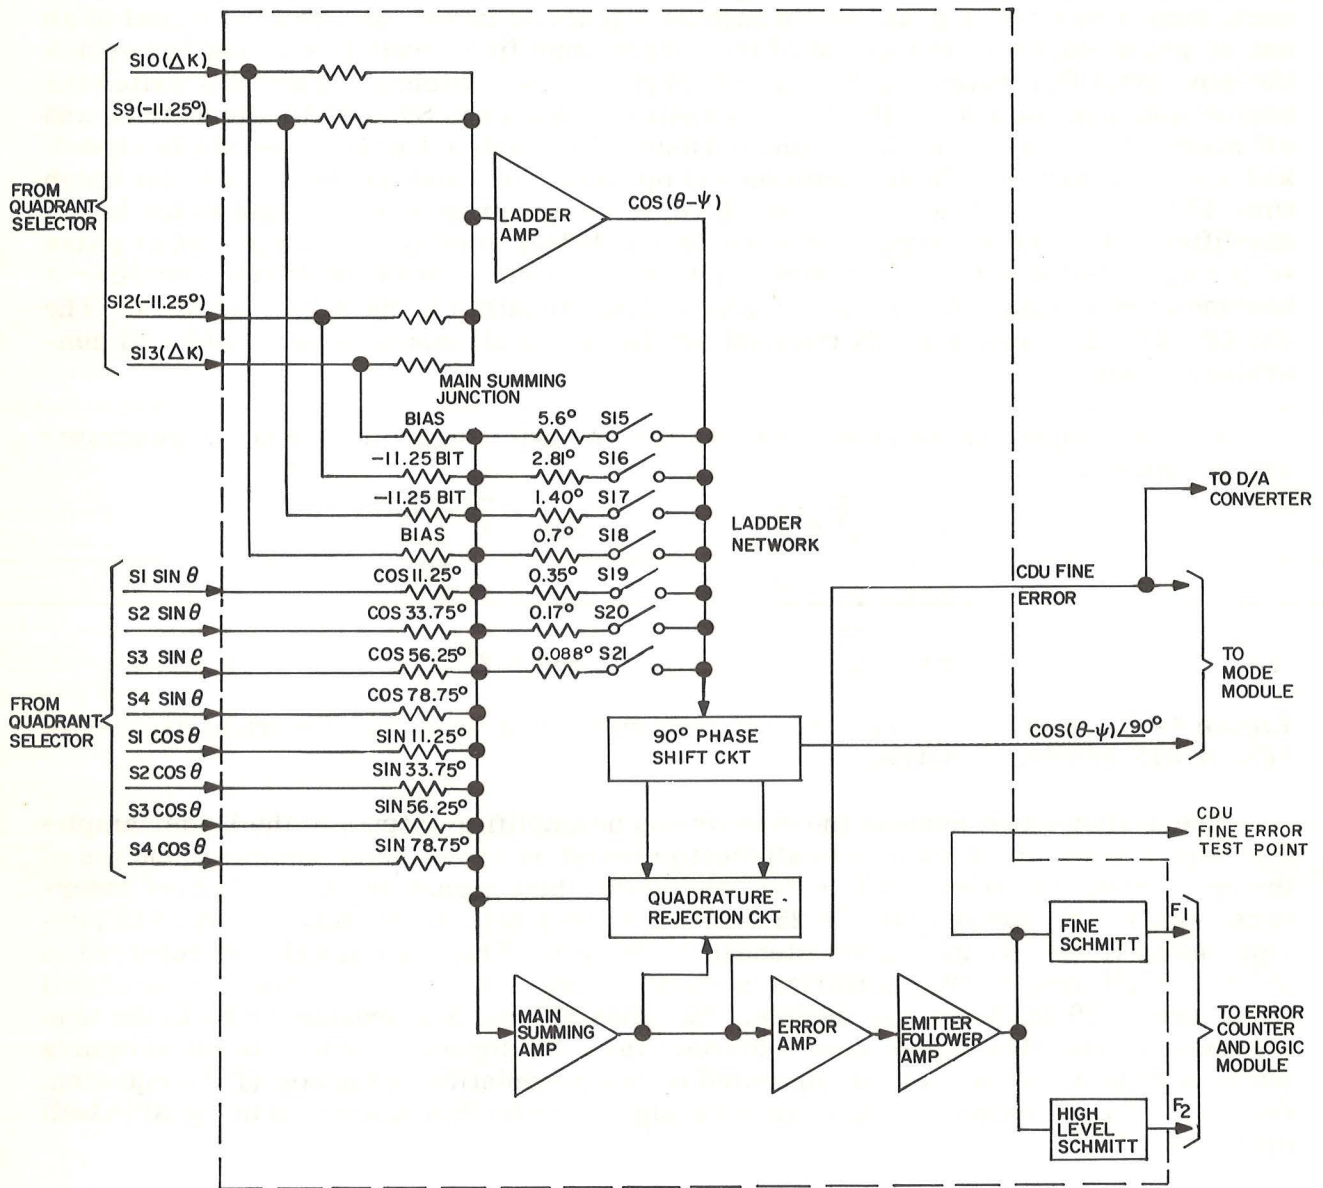 S10(ΔK)
S9(-11.25°)
FROM
QUADRANT
SELECTOR
LADDER
AMP
COS(θ-ψ)
S12(-11.25°)
S13(ΔK)
MAIN SUMMING
JUNCTION
BIAS
5.6°
S15
-11.25 BIT
2.81°
S16
-11.25 BIT
1.40°
S17
BIAS
0.7°
S18
LADDER
NETWORK
TO D/A
CONVERTER
S1 SIN θ
COS 11.25°
0.35°
S19
CDU FINE
ERROR
S2 SIN θ
COS 33.75°
0.17°
S20
S3 SIN e
COS 56.25°
0.088°
S21
TO
MODE
MODULE
FROM
QUADRANT
SELECTOR
S4 SIN θ
COS 78.75°
S1 COS θ
SIN 11.25°
90° PHASE
SHIFT CKT
COS(θ-ψ)∠90°
S2 COS θ
SIN 33.75°
S3 COS θ
SIN 56.25°
S4 COS θ
SIN 78.75°
CDU
FINE ERROR
TEST POINT
QUADRATURE -
REJECTION CKT
FINE
SCHMITT
F1
MAIN
SUMMING
AMP
ERROR
AMP
EMITTER
FOLLOWER
AMP
TO ERROR
COUNTER
AND LOGIC
MODULE
HIGH
LEVEL
SCHMITT
F2